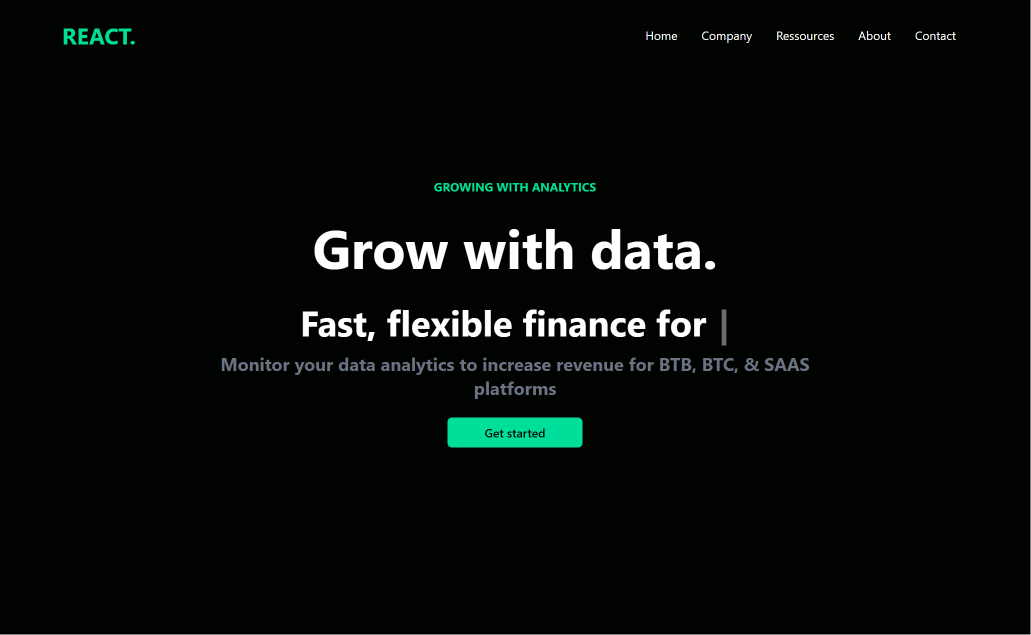 REACT.
Home Company Ressources About Contact
GROWING WITH ANALYTICS
Grow with data.
Fast, flexible finance for |
Monitor your data analytics to increase revenue for BTB, BTC, & SAAS
platforms
Get started